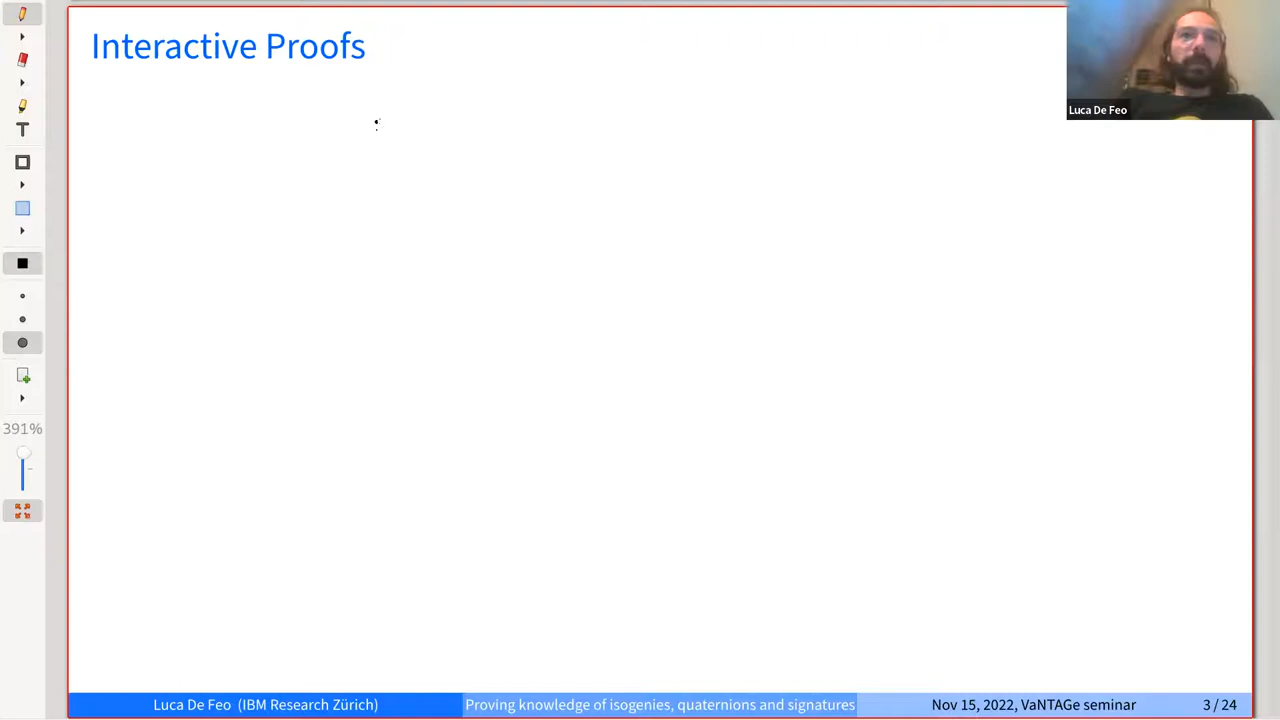 Interactive Proofs
Luca De Feo
T
391%
Luca De Feo (IBM Research Zürich)
Proving knowledge of isogenies, quaternions and signatures
Nov 15, 2022, VaNTAGe seminar
3 / 24